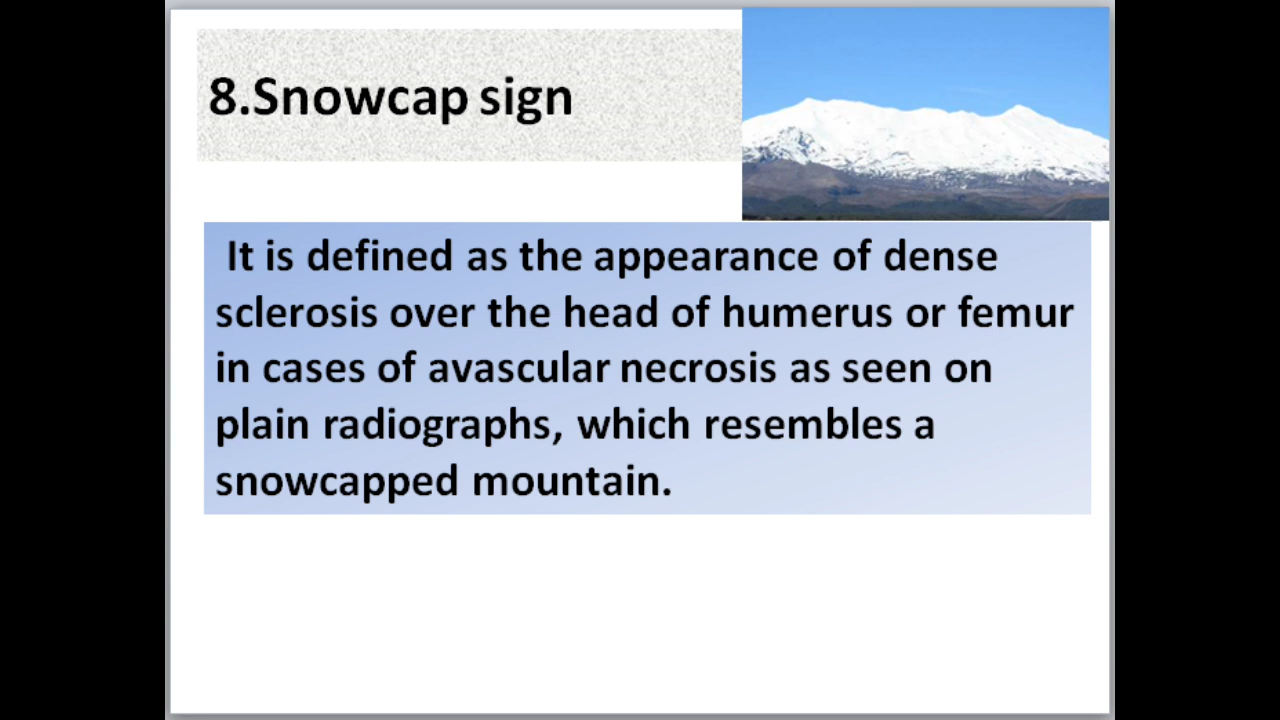 8.Snowcap sign
It is defined as the appearance of dense
sclerosis over the head of humerus or femur
in cases of avascular necrosis as seen on
plain radiographs, which resembles a
snowcapped mountain.